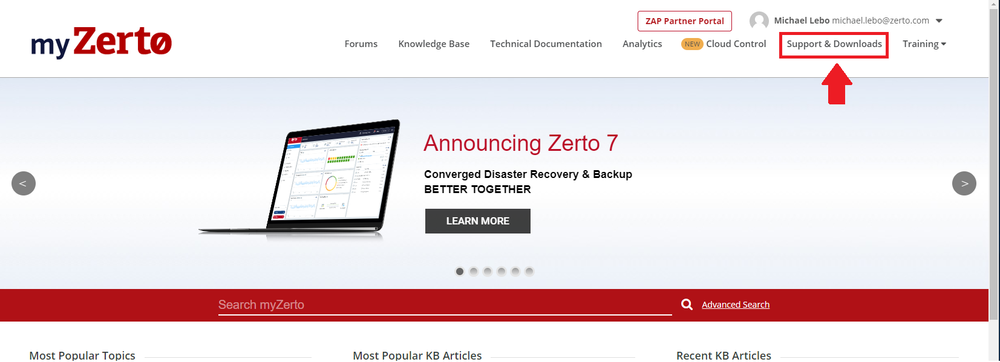 ZAP Partner Portal
Michael Lebo michael.lebo@zerto.com
myZerto
Forums Knowledge Base Technical Documentation Analytics NEW Cloud Control Support & Downloads Training
Announcing Zerto 7
Converged Disaster Recovery & Backup
BETTER TOGETHER
LEARN MORE
<
>
Search myZerto Advanced Search
Most Popular Topics Most Popular KB Articles Recent KB Articles